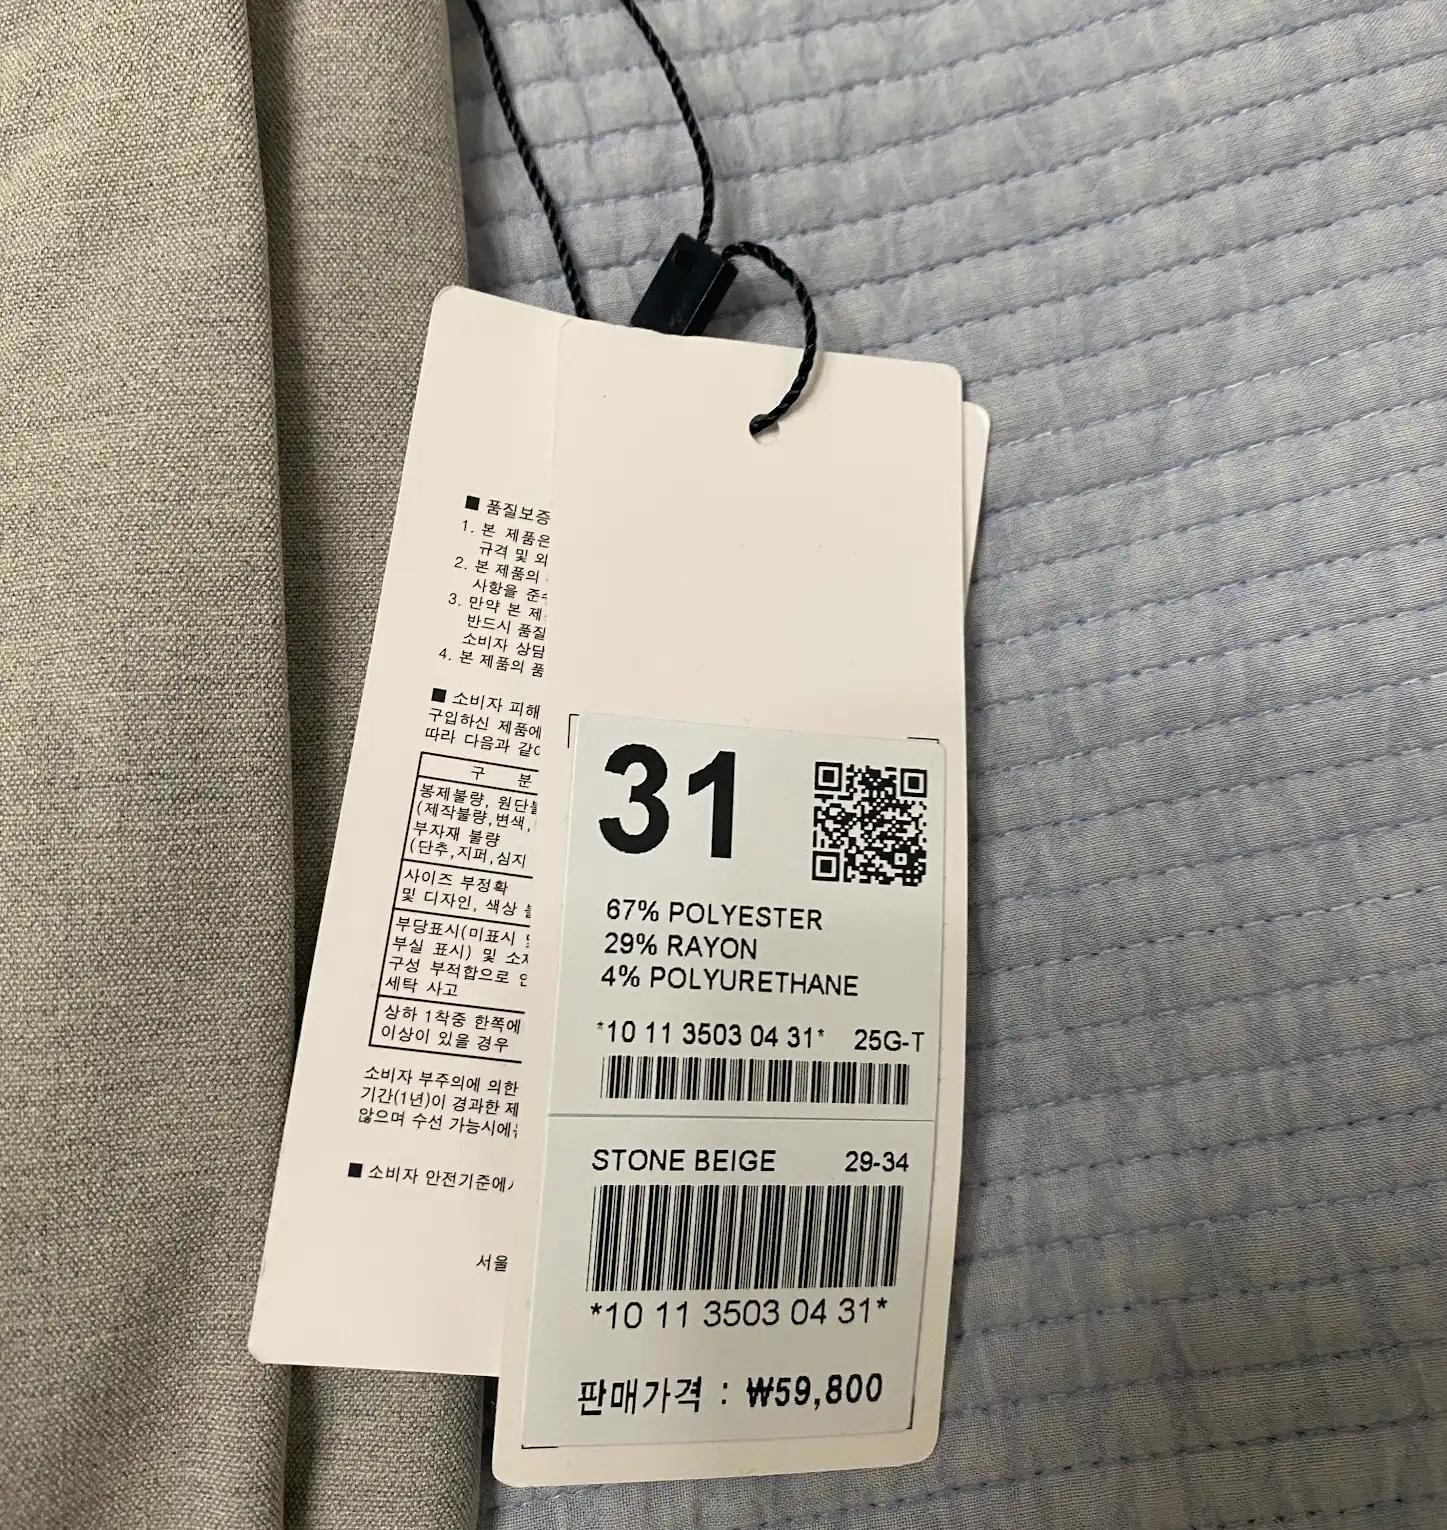 ■ 품질보증
1. 본 제품은
규격 및 외
2. 본 제품의
사항을 준수
3. 만약 본 제
반드시 품질
소비자 상담
4. 본 제품의 품
■ 소비자 피해
구입하신 제품에
따라 다음과 같이
구 분
봉제불량, 원단
(제작불량,변색,
부자재 불량
(단추,지퍼,심지
사이즈 부정확
및 디자인, 색상
부당표시(미표시
부실 표시) 및 소재
구성 부적합으로 인
세탁 사고
상하 1착중 한쪽에
이상이 있을 경우
소비자 부주의에 의한
기간(1년)이 경과한 제
않으며 수선 가능시에
■ 소비자 안전기준에
서울
31
67% POLYESTER
29% RAYON
4% POLYURETHANE
*10 11 3503 04 31* 25G-T
STONE BEIGE 29-34
*10 11 3503 04 31*
판매가격 : ₩59,800